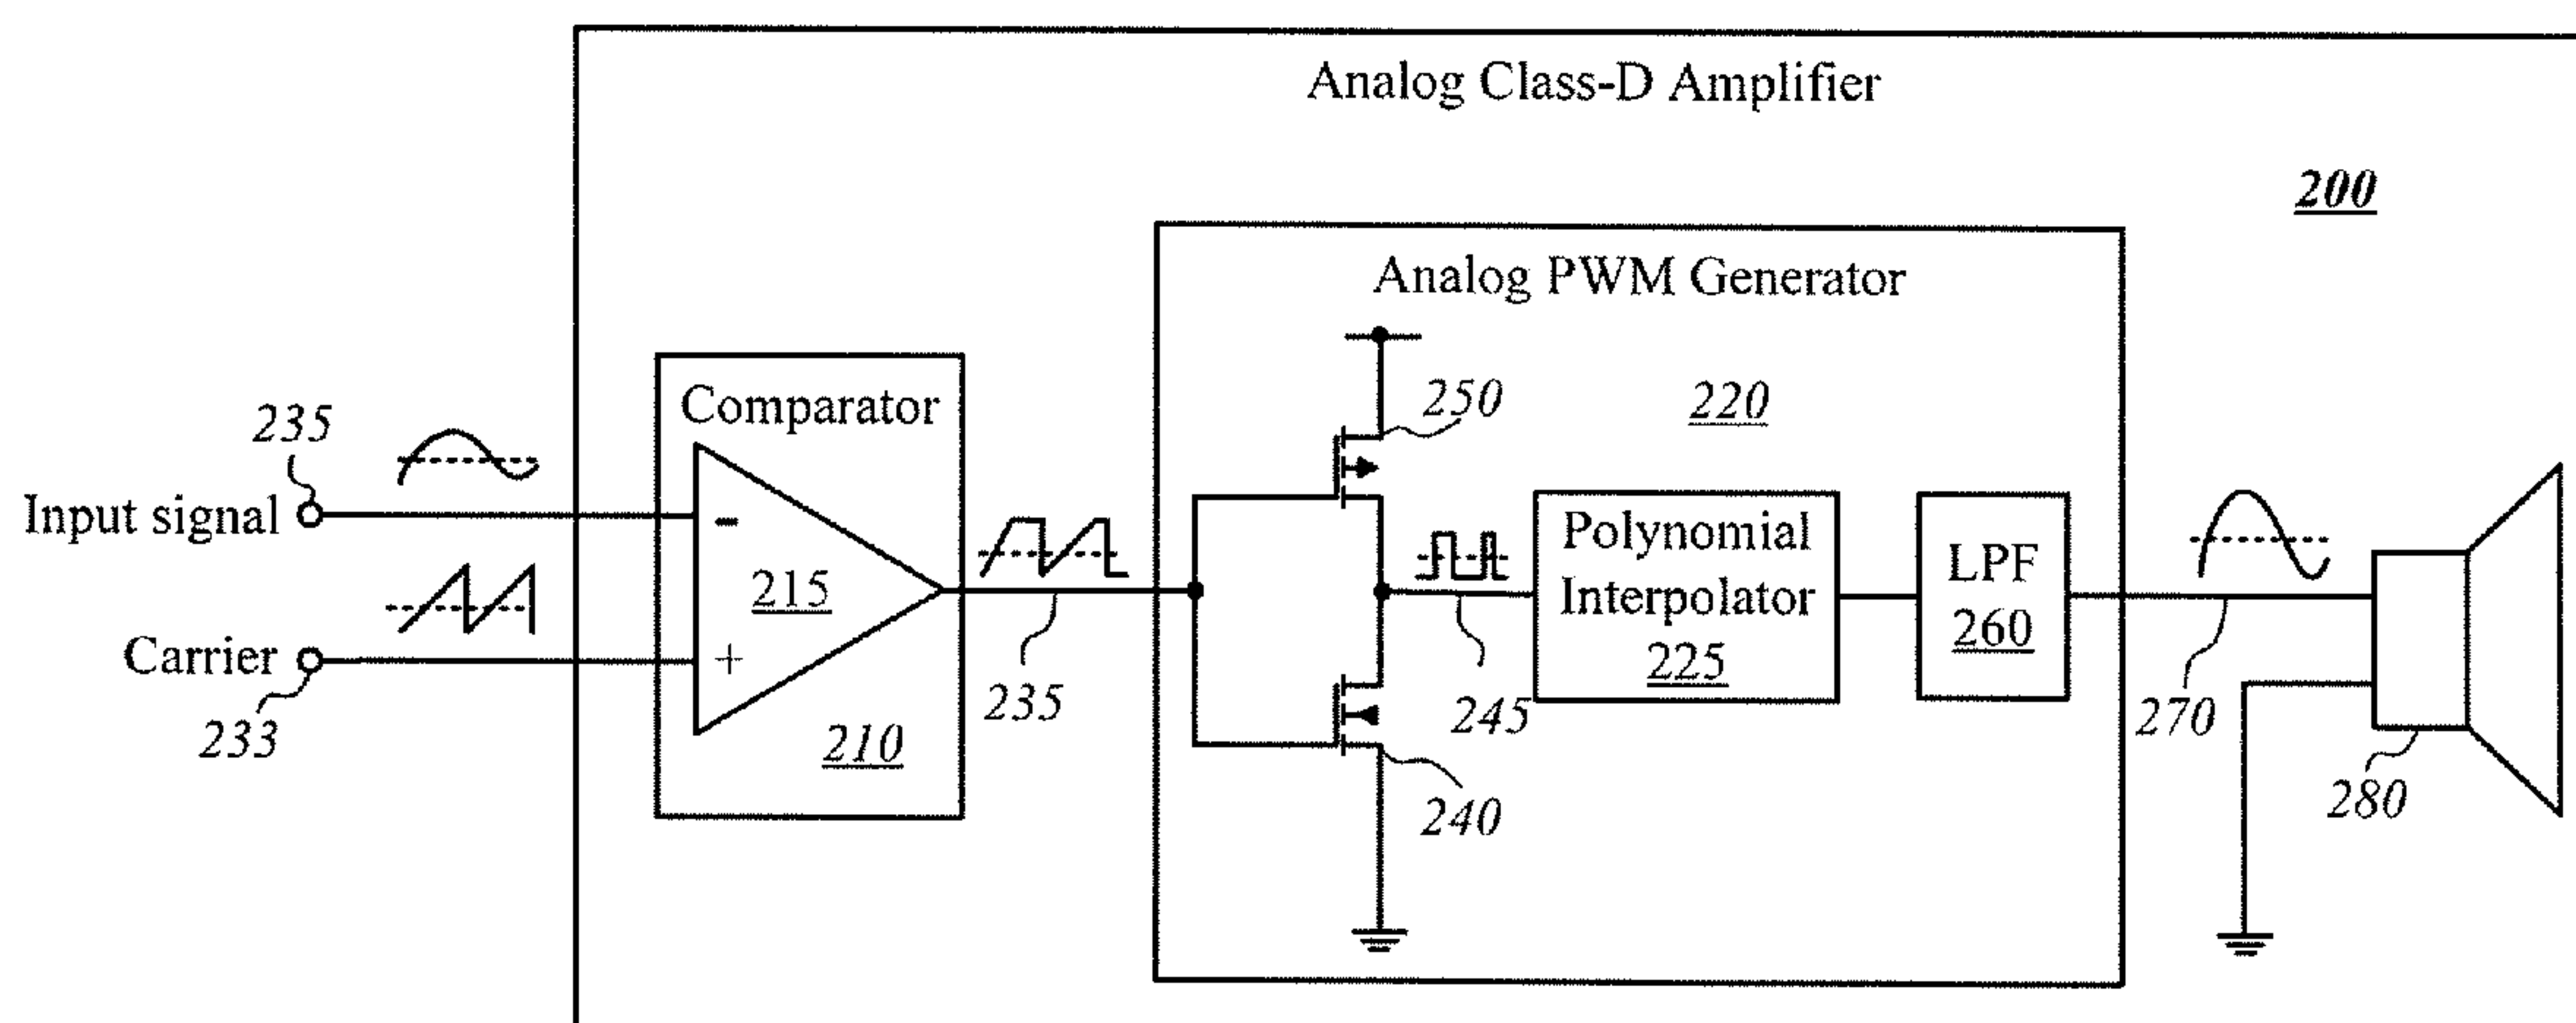 Analog Class-D Amplifier
200
Analog PWM Generator
220
250
Comparator
235
Input signal
-
215
+
210
Carrier
233
235
245
Polynomial
Interpolator
225
LPF
260
240
270
280